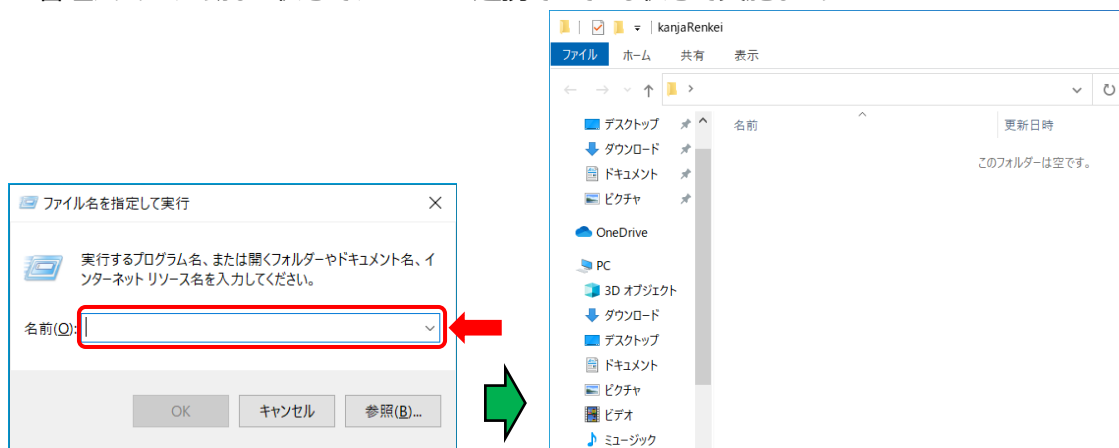 kanjaRenkei
ファイル ホーム 共有 表示
名前 更新日時
このフォルダーは空です。
デスクトップ
ダウンロード
ドキュメント
ピクチャ
OneDrive
PC
3D オブジェクト
ダウンロード
デスクトップ
ドキュメント
ピクチャ
ビデオ
ミュージック
ファイル名を指定して実行
実行するプログラム名、または開くフォルダーやドキュメント名、イ
ンターネット リソース名を入力してください。
名前(O):
OK キャンセル 参照(B)...